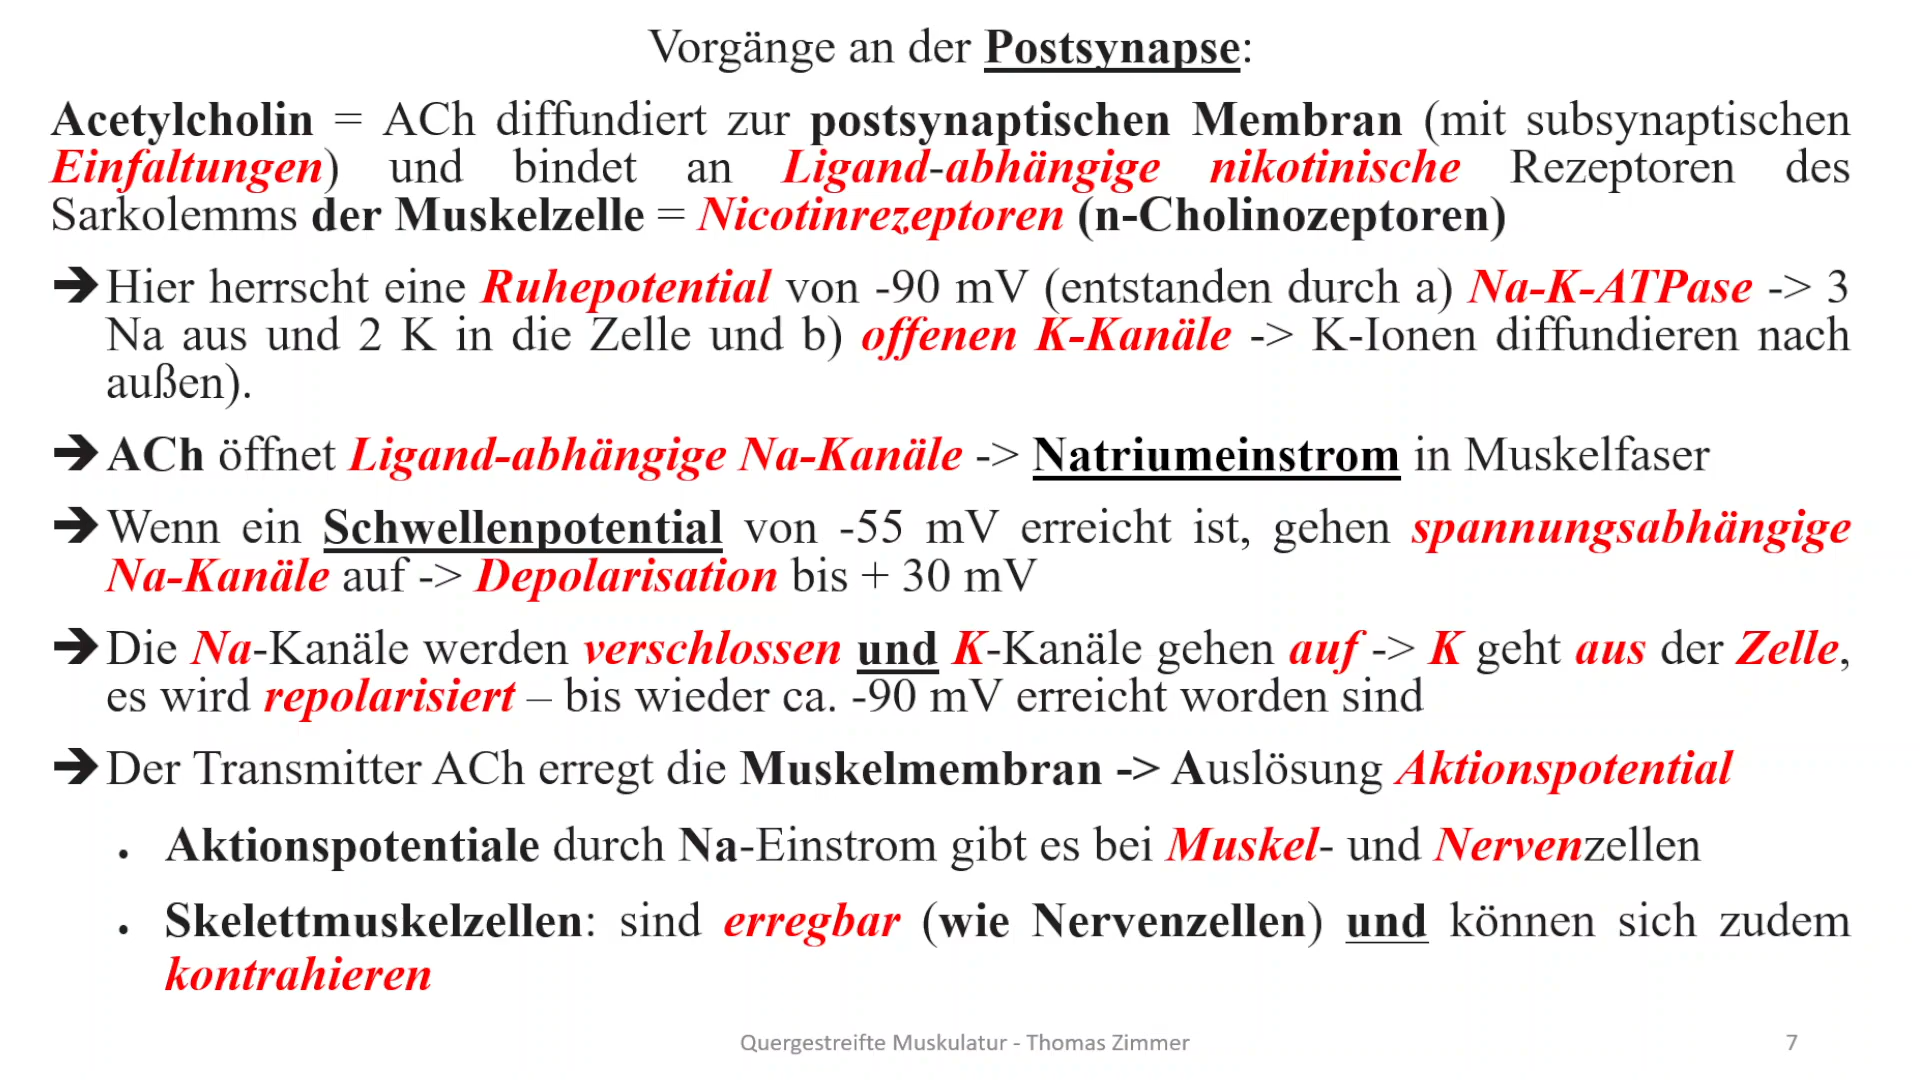 Vorgänge an der Postsynapse:
Acetylcholin = ACh diffundiert zur postsynaptischen Membran (mit subsynaptischen
Einfaltungen) und bindet an Ligand-abhängige nikotinische Rezeptoren des
Sarkolemms der Muskelzelle = Nicotinrezeptoren (n-Cholinozeptoren)
➔ Hier herrscht eine Ruhepotential von -90 mV (entstanden durch a) Na-K-ATPase -> 3
Na aus und 2 K in die Zelle und b) offenen K-Kanäle -> K-Ionen diffundieren nach
außen).
➔ ACh öffnet Ligand-abhängige Na-Kanäle -> Natriumeinstrom in Muskelfaser
➔ Wenn ein Schwellenpotential von -55 mV erreicht ist, gehen spannungsabhängige
Na-Kanäle auf -> Depolarisation bis + 30 mV
➔ Die Na-Kanäle werden verschlossen und K-Kanäle gehen auf -> K geht aus der Zelle,
es wird repolarisiert – bis wieder ca. -90 mV erreicht worden sind
➔ Der Transmitter ACh erregt die Muskelmembran -> Auslösung Aktionspotential
• Aktionspotentiale durch Na-Einstrom gibt es bei Muskel- und Nervenzellen
• Skelettmuskelzellen: sind erregbar (wie Nervenzellen) und können sich zudem
kontrahieren
Quergestreifte Muskulatur - Thomas Zimmer
7